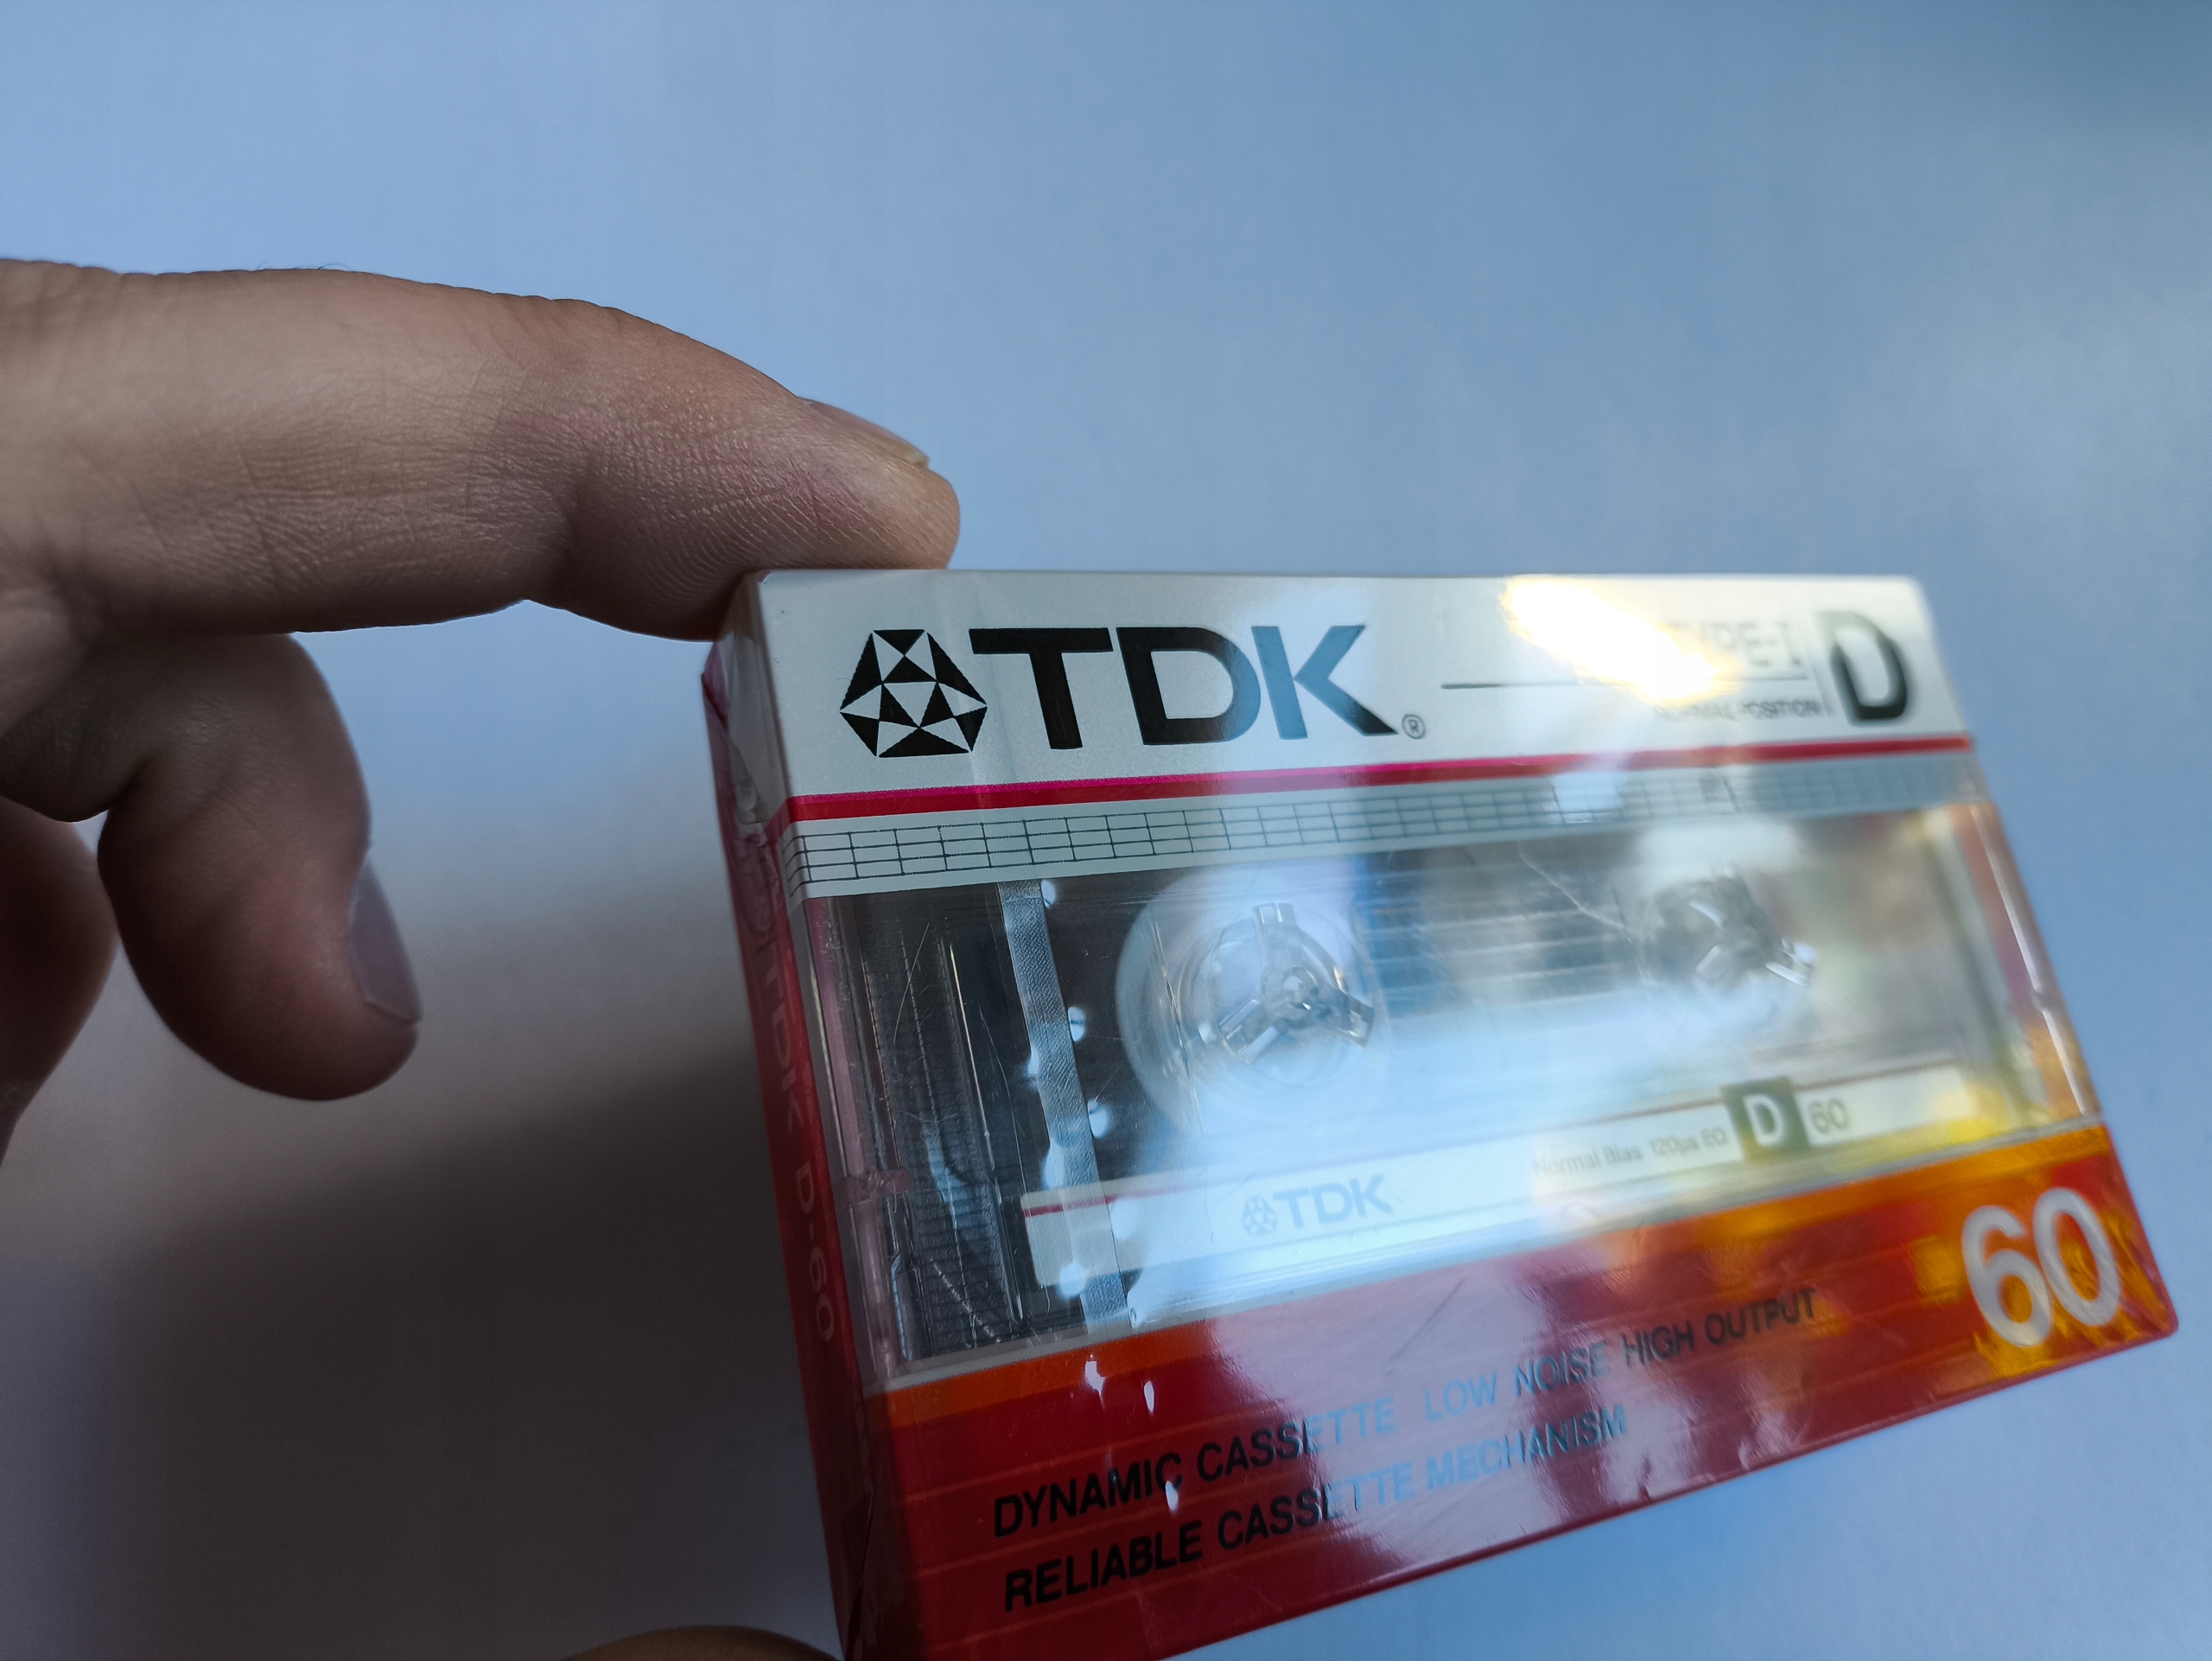 TDK®
TYPE-I D
NORMAL POSITION
TDK D-60
TDK Normal Bias 120μs EQ D 60
60
DYNAMIC CASSETTE LOW NOISE HIGH OUTPUT
RELIABLE CASSETTE MECHANISM